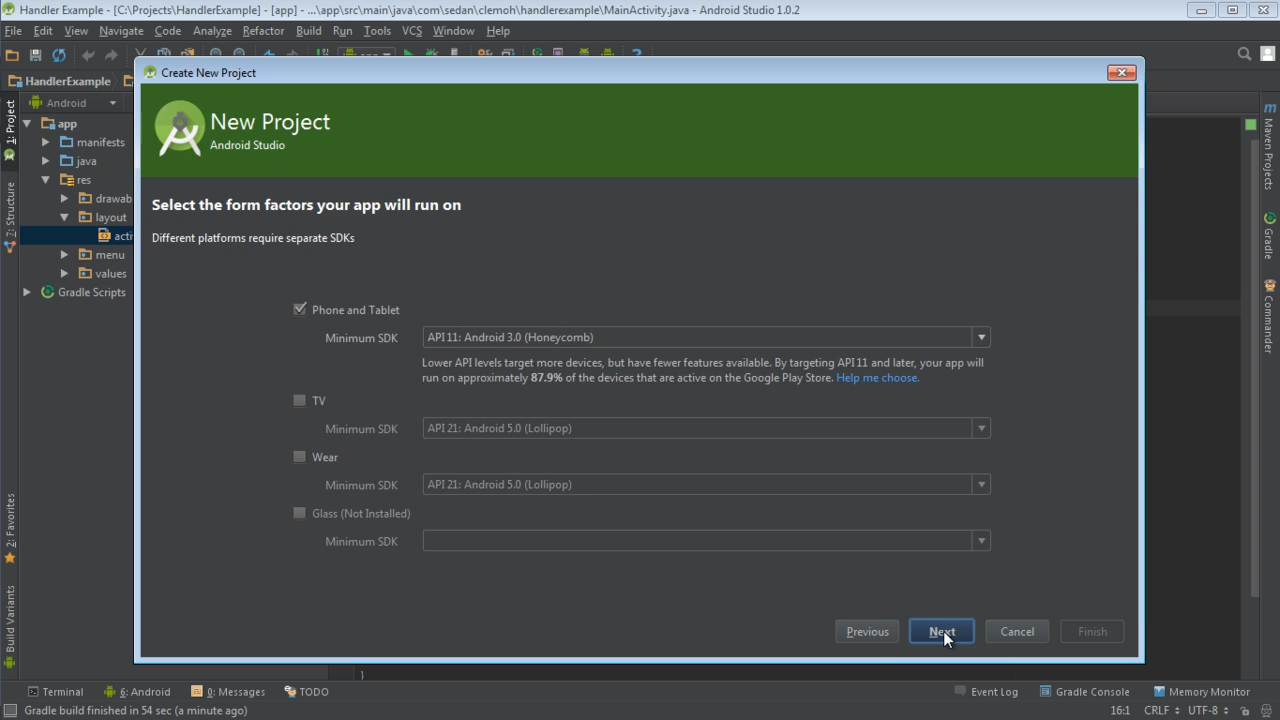 Handler Example - [C:\Projects\HandlerExample] - [app] - ...\app\src\main\java\com\sedan\clemoh\handlerexample\MainActivity.java - Android Studio 1.0.2
File Edit View Navigate Code Analyze Refactor Build Run Tools VCS Window Help
HandlerExample
Create New Project
New Project
Android Studio
Select the form factors your app will run on
Different platforms require separate SDKs
Phone and Tablet
Minimum SDK API 11: Android 3.0 (Honeycomb)
Lower API levels target more devices, but have fewer features available. By targeting API 11 and later, your app will
run on approximately 87.9% of the devices that are active on the Google Play Store. Help me choose.
TV
Minimum SDK API 21: Android 5.0 (Lollipop)
Wear
Minimum SDK API 21: Android 5.0 (Lollipop)
Glass (Not Installed)
Minimum SDK
Previous Next Cancel Finish
Android
app
manifests
java
res
drawab
layout
acti
menu
values
Gradle Scripts
1: Project
7: Structure
2: Favorites
Build Variants
Maven Projects
Gradle
Commander
}
Terminal 6: Android 0: Messages TODO Event Log Gradle Console Memory Monitor
Gradle build finished in 54 sec (a minute ago) 16:1 CRLF UTF-8